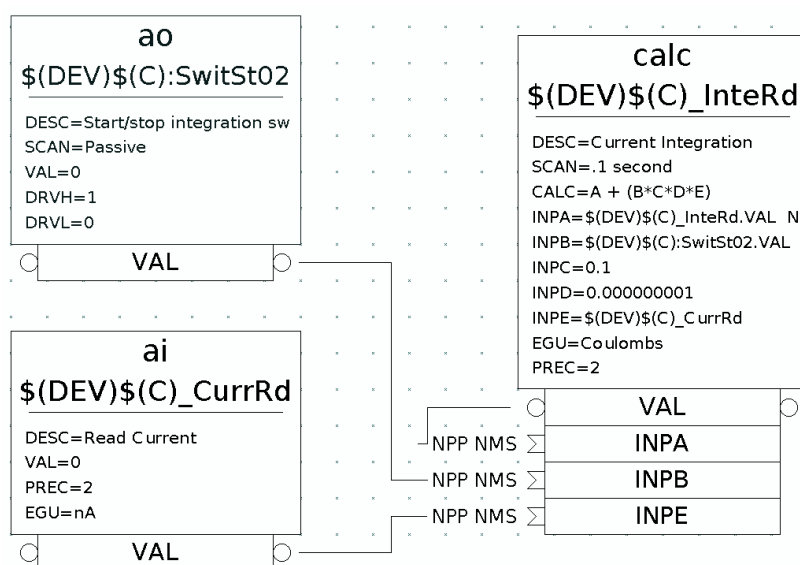 ao
$(DEV)$(C):SwitSt02
DESC=Start/stop integration sw
SCAN=Passive
VAL=0
DRVH=1
DRVL=0
VAL
ai
$(DEV)$(C)_CurrRd
DESC=Read Current
VAL=0
PREC=2
EGU=nA
VAL
calc
$(DEV)$(C)_InteRd
DESC=Current Integration
SCAN=.1 second
CALC=A + (B*C*D*E)
INPA=$(DEV)$(C)_InteRd.VAL N
INPB=$(DEV)$(C):SwitSt02.VAL
INPC=0.1
INPD=0.000000001
INPE=$(DEV)$(C)_CurrRd
EGU=Coulombs
PREC=2
VAL
NPP NMS INPA
NPP NMS INPB
NPP NMS INPE